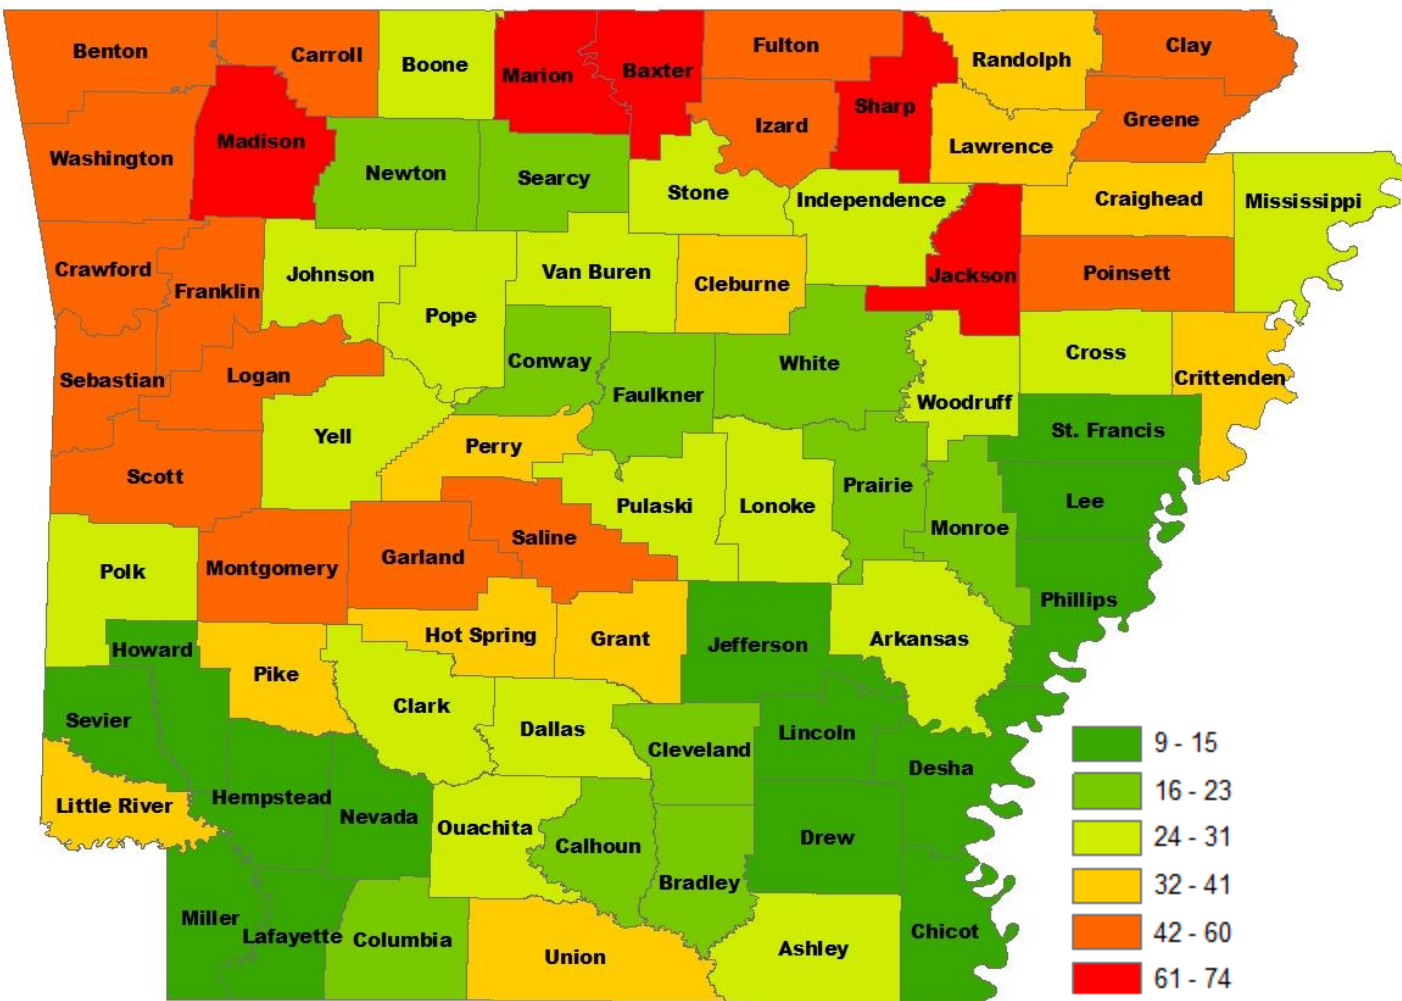 Benton
Carroll
Boone
Marion
Baxter
Fulton
Sharp
Randolph
Clay
Washington
Madison
Newton
Searcy
Stone
Izard
Independence
Lawrence
Greene
Craighead
Mississippi
Crawford
Franklin
Johnson
Pope
Van Buren
Cleburne
Jackson
Poinsett
Sebastian
Logan
Conway
Faulkner
White
Woodruff
Cross
Crittenden
Scott
Yell
Perry
Pulaski
Lonoke
Prairie
Monroe
St. Francis
Lee
Polk
Montgomery
Garland
Saline
Phillips
Howard
Pike
Hot Spring
Grant
Jefferson
Arkansas
Sevier
Clark
Dallas
Cleveland
Lincoln
Desha
Little River
Hempstead
Nevada
Ouachita
Calhoun
Bradley
Drew
Miller
Lafayette
Columbia
Union
Ashley
Chicot
9 - 15
16 - 23
24 - 31
32 - 41
42 - 60
61 - 74